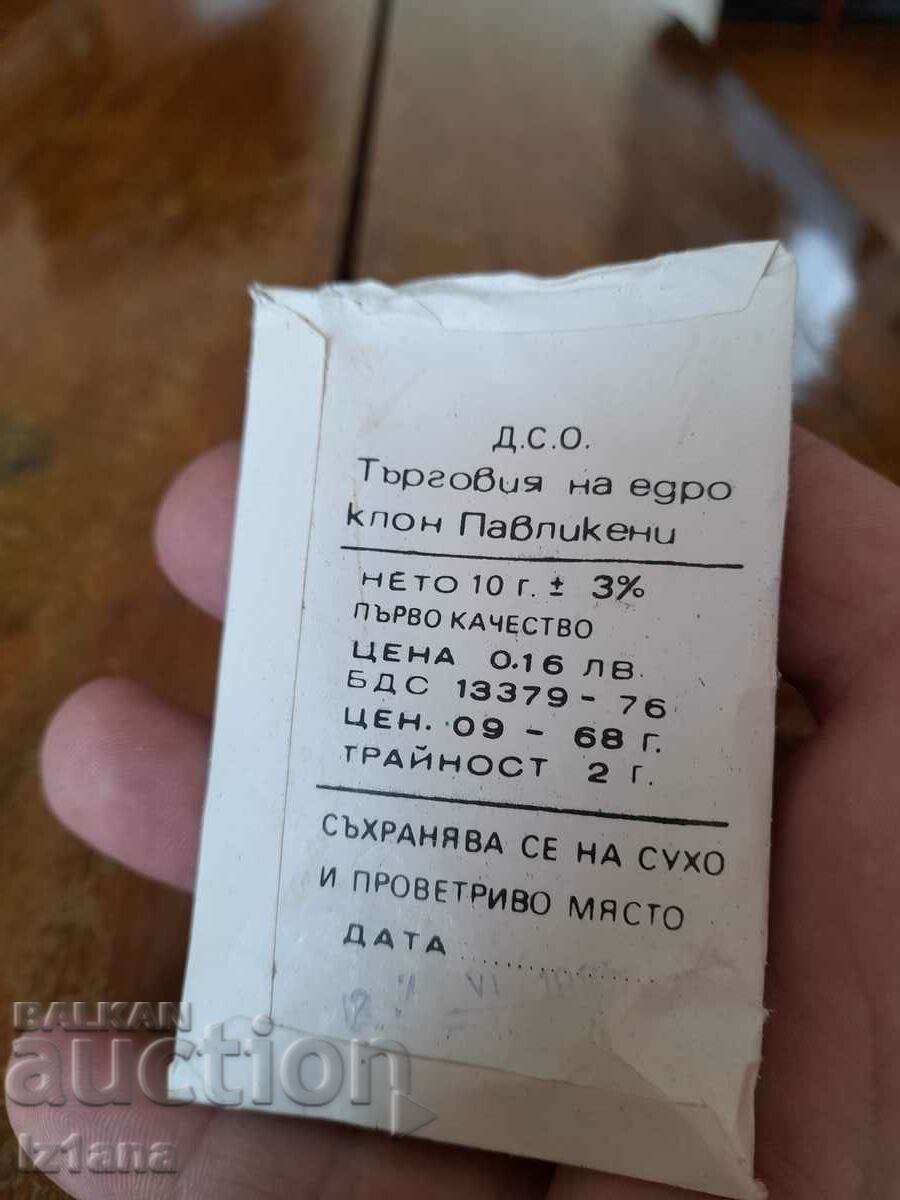 Д.С.О.
Търговия на едро
клон Павликени
НЕТО 10 г. ± 3%
ПЪРВО КАЧЕСТВО
ЦЕНА 0.16 ЛВ.
БДС 13379 - 76
ЦЕН. 09 - 68 Г.
ТРАЙНОСТ 2 Г.
СЪХРАНЯВА СЕ НА СУХО
И ПРОВЕТРИВО МЯСТО
ДАТА
BALKAN
auction
iz1ana